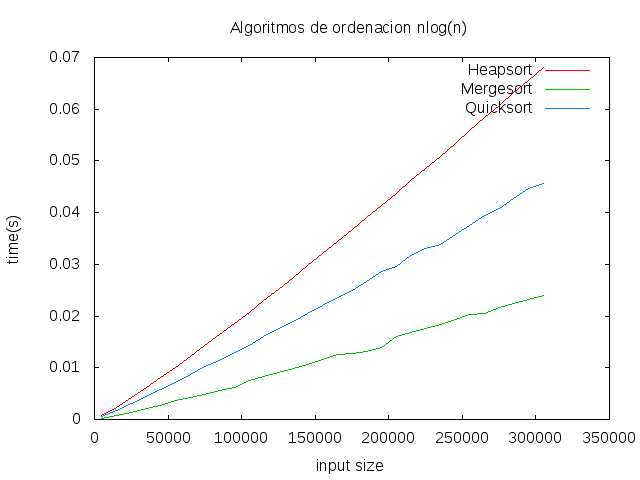 Algoritmos de ordenacion nlog(n)
0.07
Heapsort
Mergesort
Quicksort
0.06
0.05
0.04
0.03
0.02
0.01
0
time(s)
0 50000 100000 150000 200000 250000 300000 350000
input size